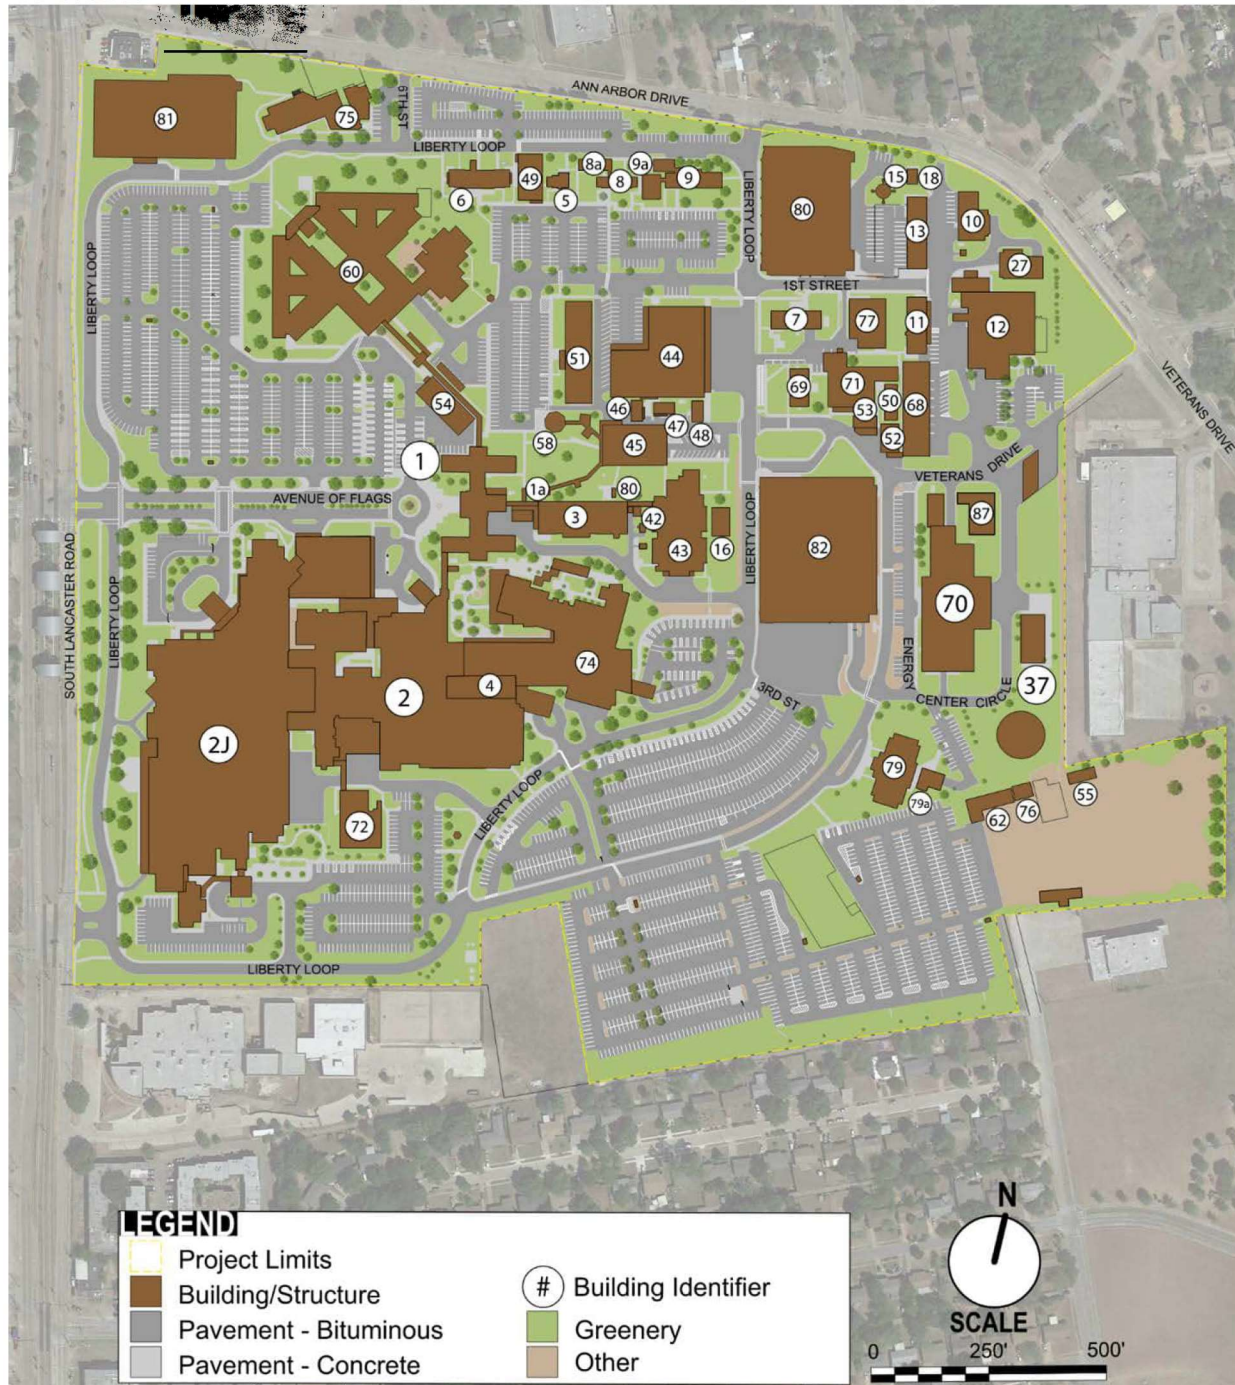 ANN ARBOR DRIVE
81
75
6TH ST
LIBERTY LOOP
6
49
5
8a
8
9a
9
LIBERTY LOOP
80
15
18
13
10
27
LIBERTY LOOP
60
1ST STREET
7
77
11
12
51
44
69
71
50
68
53
52
54
46
47
48
58
45
VETERANS DRIVE
1
VETERANS DRIVE
AVENUE OF FLAGS
1a
80
3
42
43
16
82
87
SOUTH LANCASTER ROAD
LIBERTY LOOP
LIBERTY LOOP
70
ENERGY
CENTER CIRCLE
37
74
4
2
3RD ST
2J
79
79a
62
76
55
72
LIBERTY LOOP
LIBERTY LOOP
LEGEND
Project Limits
Building/Structure
Pavement - Bituminous
Pavement - Concrete
# Building Identifier
Greenery
Other
N
SCALE
0 250' 500'